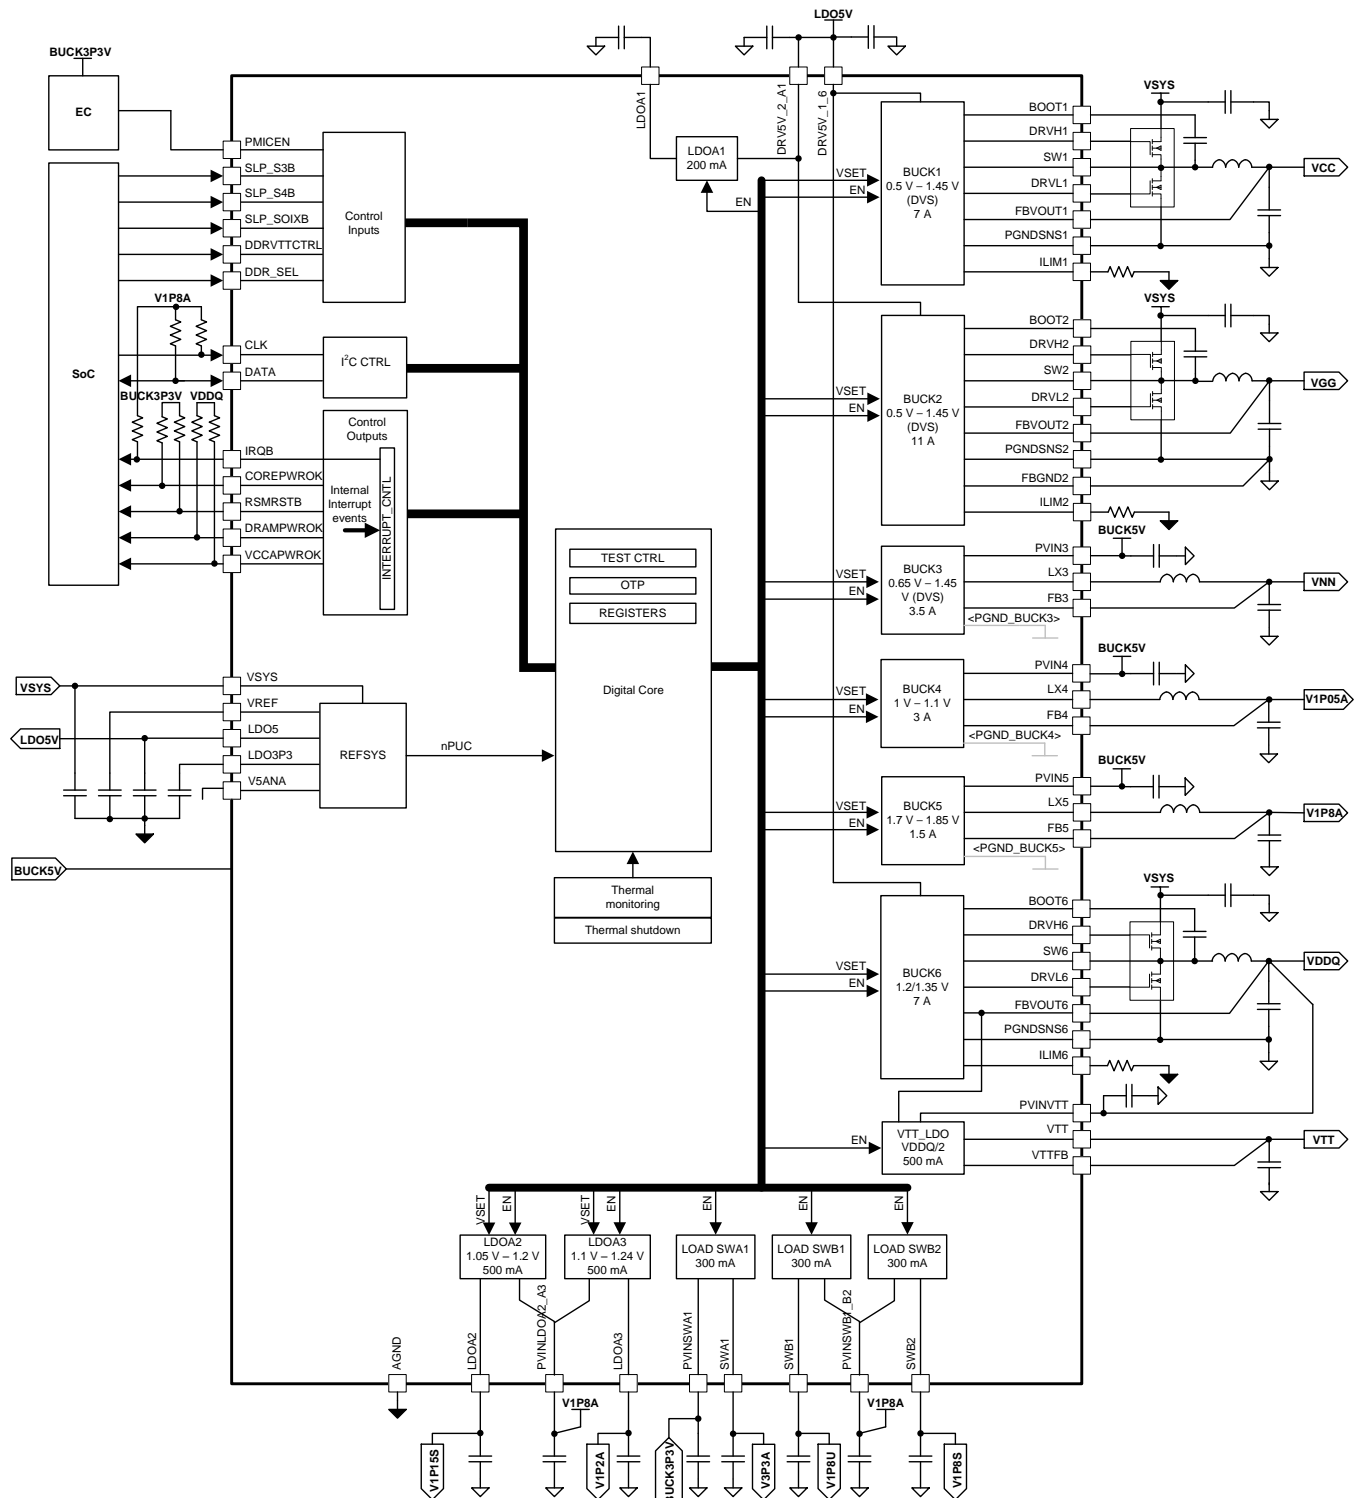 LDO5V
BUCK3P3V
EC
LDOA1
DRV5V_2_A1
DRV5V_1_6
PMICEN
SLP_S3B
SLP_S4B
SLP_SOIXB
DDRVTTCTRL
DDR_SEL
Control
Inputs
V1P8A
SoC
CLK
DATA
I²C CTRL
BUCK3P3V
VDDQ
IRQB
COREPWROK
RSMRSTB
DRAMPWROK
VCCAPWROK
Control
Outputs
Internal
Interrupt
events
INTERRUPT_CNTL
LDOA1
200 mA
EN
TEST CTRL
OTP
REGISTERS
Digital Core
Thermal
monitoring
Thermal shutdown
VSYS
LDO5V
BUCK5V
VSYS
VREF
LDO5
LDO3P3
V5ANA
REFSYS
nPUC
VSET
EN
BUCK1
0.5 V – 1.45 V
(DVS)
7 A
BOOT1
DRVH1
SW1
DRVL1
FBVOUT1
PGNDSNS1
ILIM1
VSYS
VCC
VSET
EN
BUCK2
0.5 V – 1.45 V
(DVS)
11 A
BOOT2
DRVH2
SW2
DRVL2
FBVOUT2
PGNDSNS2
FBGND2
ILIM2
VSYS
VGG
VSET
EN
BUCK3
0.65 V – 1.45
V (DVS)
3.5 A
PVIN3
LX3
FB3
<PGND_BUCK3>
BUCK5V
VNN
VSET
EN
BUCK4
1 V – 1.1 V
3 A
PVIN4
LX4
FB4
<PGND_BUCK4>
BUCK5V
V1P05A
VSET
EN
BUCK5
1.7 V – 1.85 V
1.5 A
PVIN5
LX5
FB5
<PGND_BUCK5>
BUCK5V
V1P8A
VSET
EN
BUCK6
1.2/1.35 V
7 A
BOOT6
DRVH6
SW6
DRVL6
FBVOUT6
PGNDSNS6
ILIM6
VSYS
VDDQ
EN
VTT_LDO
VDDQ/2
500 mA
PVINVTT
VTT
VTTFB
VTT
VSET
EN
VSET
EN
EN
EN
EN
LDOA2
1.05 V – 1.2 V
500 mA
LDOA3
1.1 V – 1.24 V
500 mA
LOAD SWA1
300 mA
LOAD SWB1
300 mA
LOAD SWB2
300 mA
AGND
LDOA2
PVINLDOA2_A3
LDOA3
PVINSWA1
SWA1
SWB1
PVINSWB1_B2
SWB2
V1P15S
V1P8A
V1P2A
BUCK3P3V
V3P3A
V1P8U
V1P8A
V1P8S